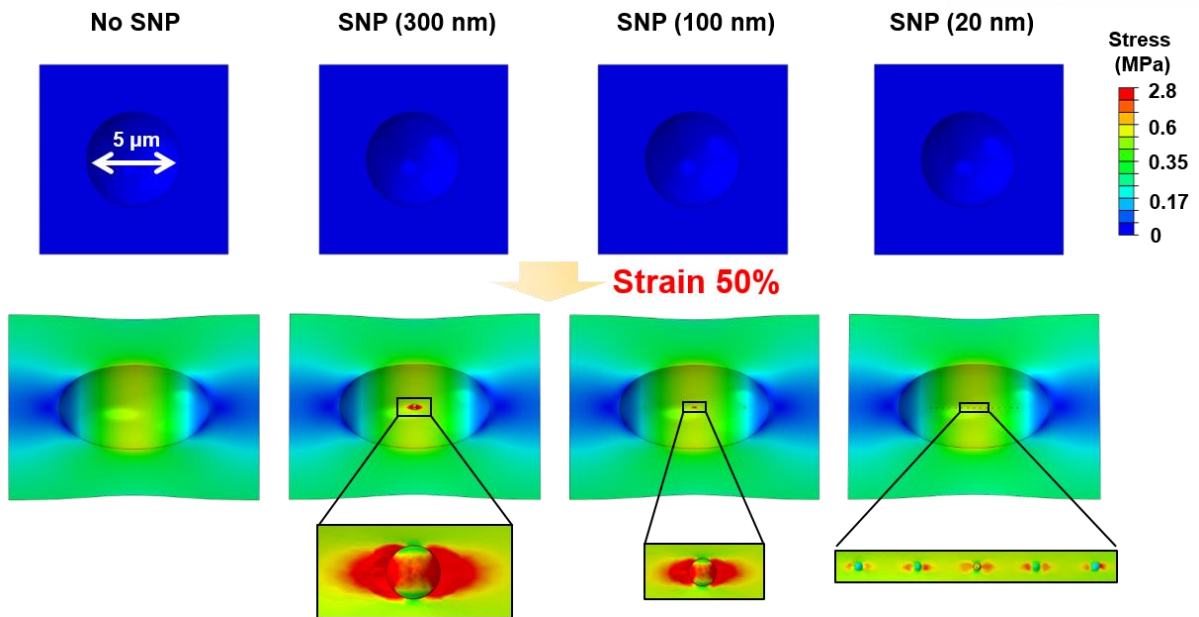 No SNP
SNP (300 nm)
SNP (100 nm)
SNP (20 nm)
Stress
(MPa)
2.8
0.6
0.35
0.17
0
5 μm
Strain 50%